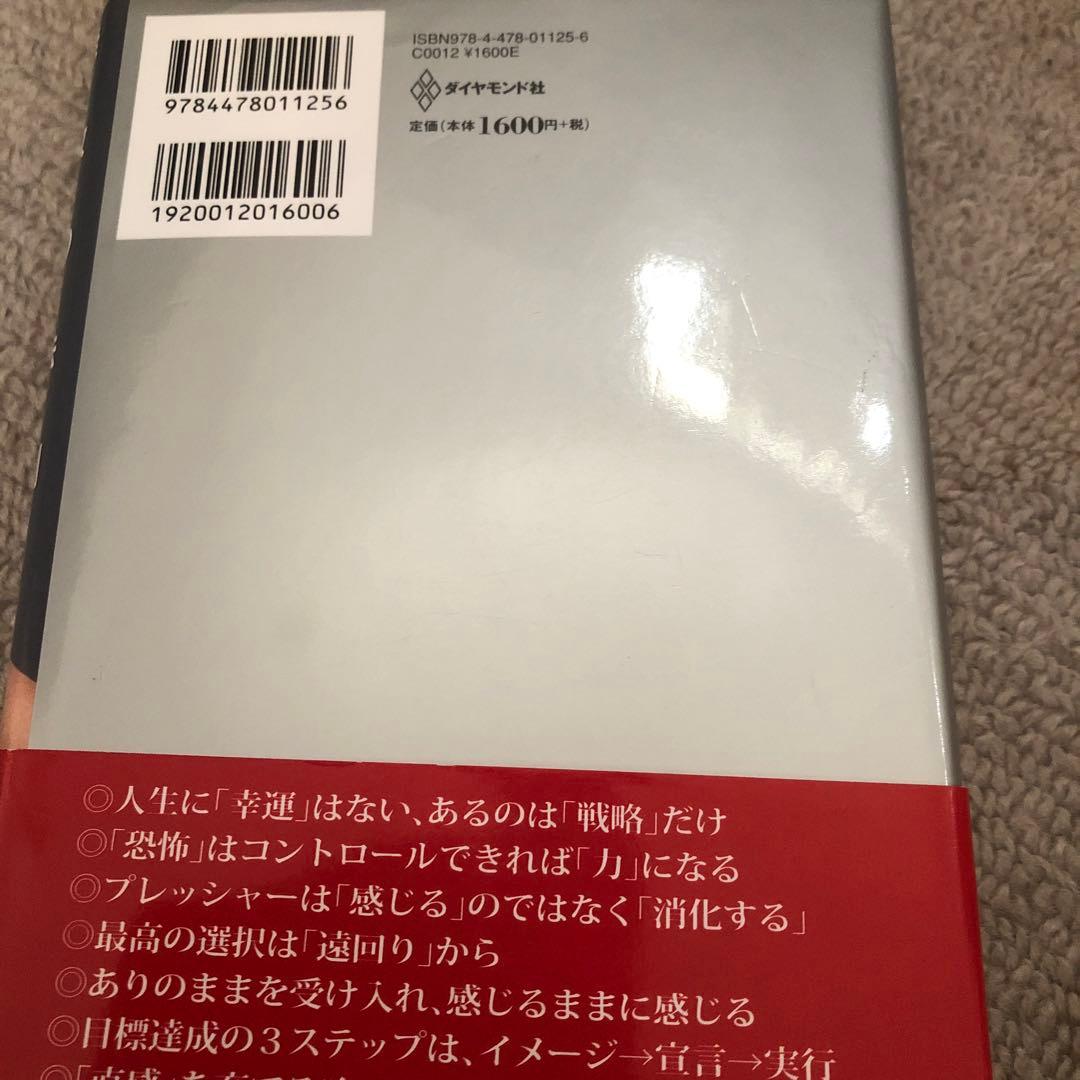 9784478011256
1920012016006
ISBN978-4-478-01125-6
C0012 ¥1600E
ダイヤモンド社
定価(本体1600円+税)
◎人生に「幸運」はない、あるのは「戦略」だけ
◎「恐怖」はコントロールできれば「力」になる
◎プレッシャーは「感じる」のではなく「消化する」
◎最高の選択は「遠回り」から
◎ありのままを受け入れ、感じるままに感じる
◎目標達成の3ステップは、イメージ→宣言→実行
◎「直感」を